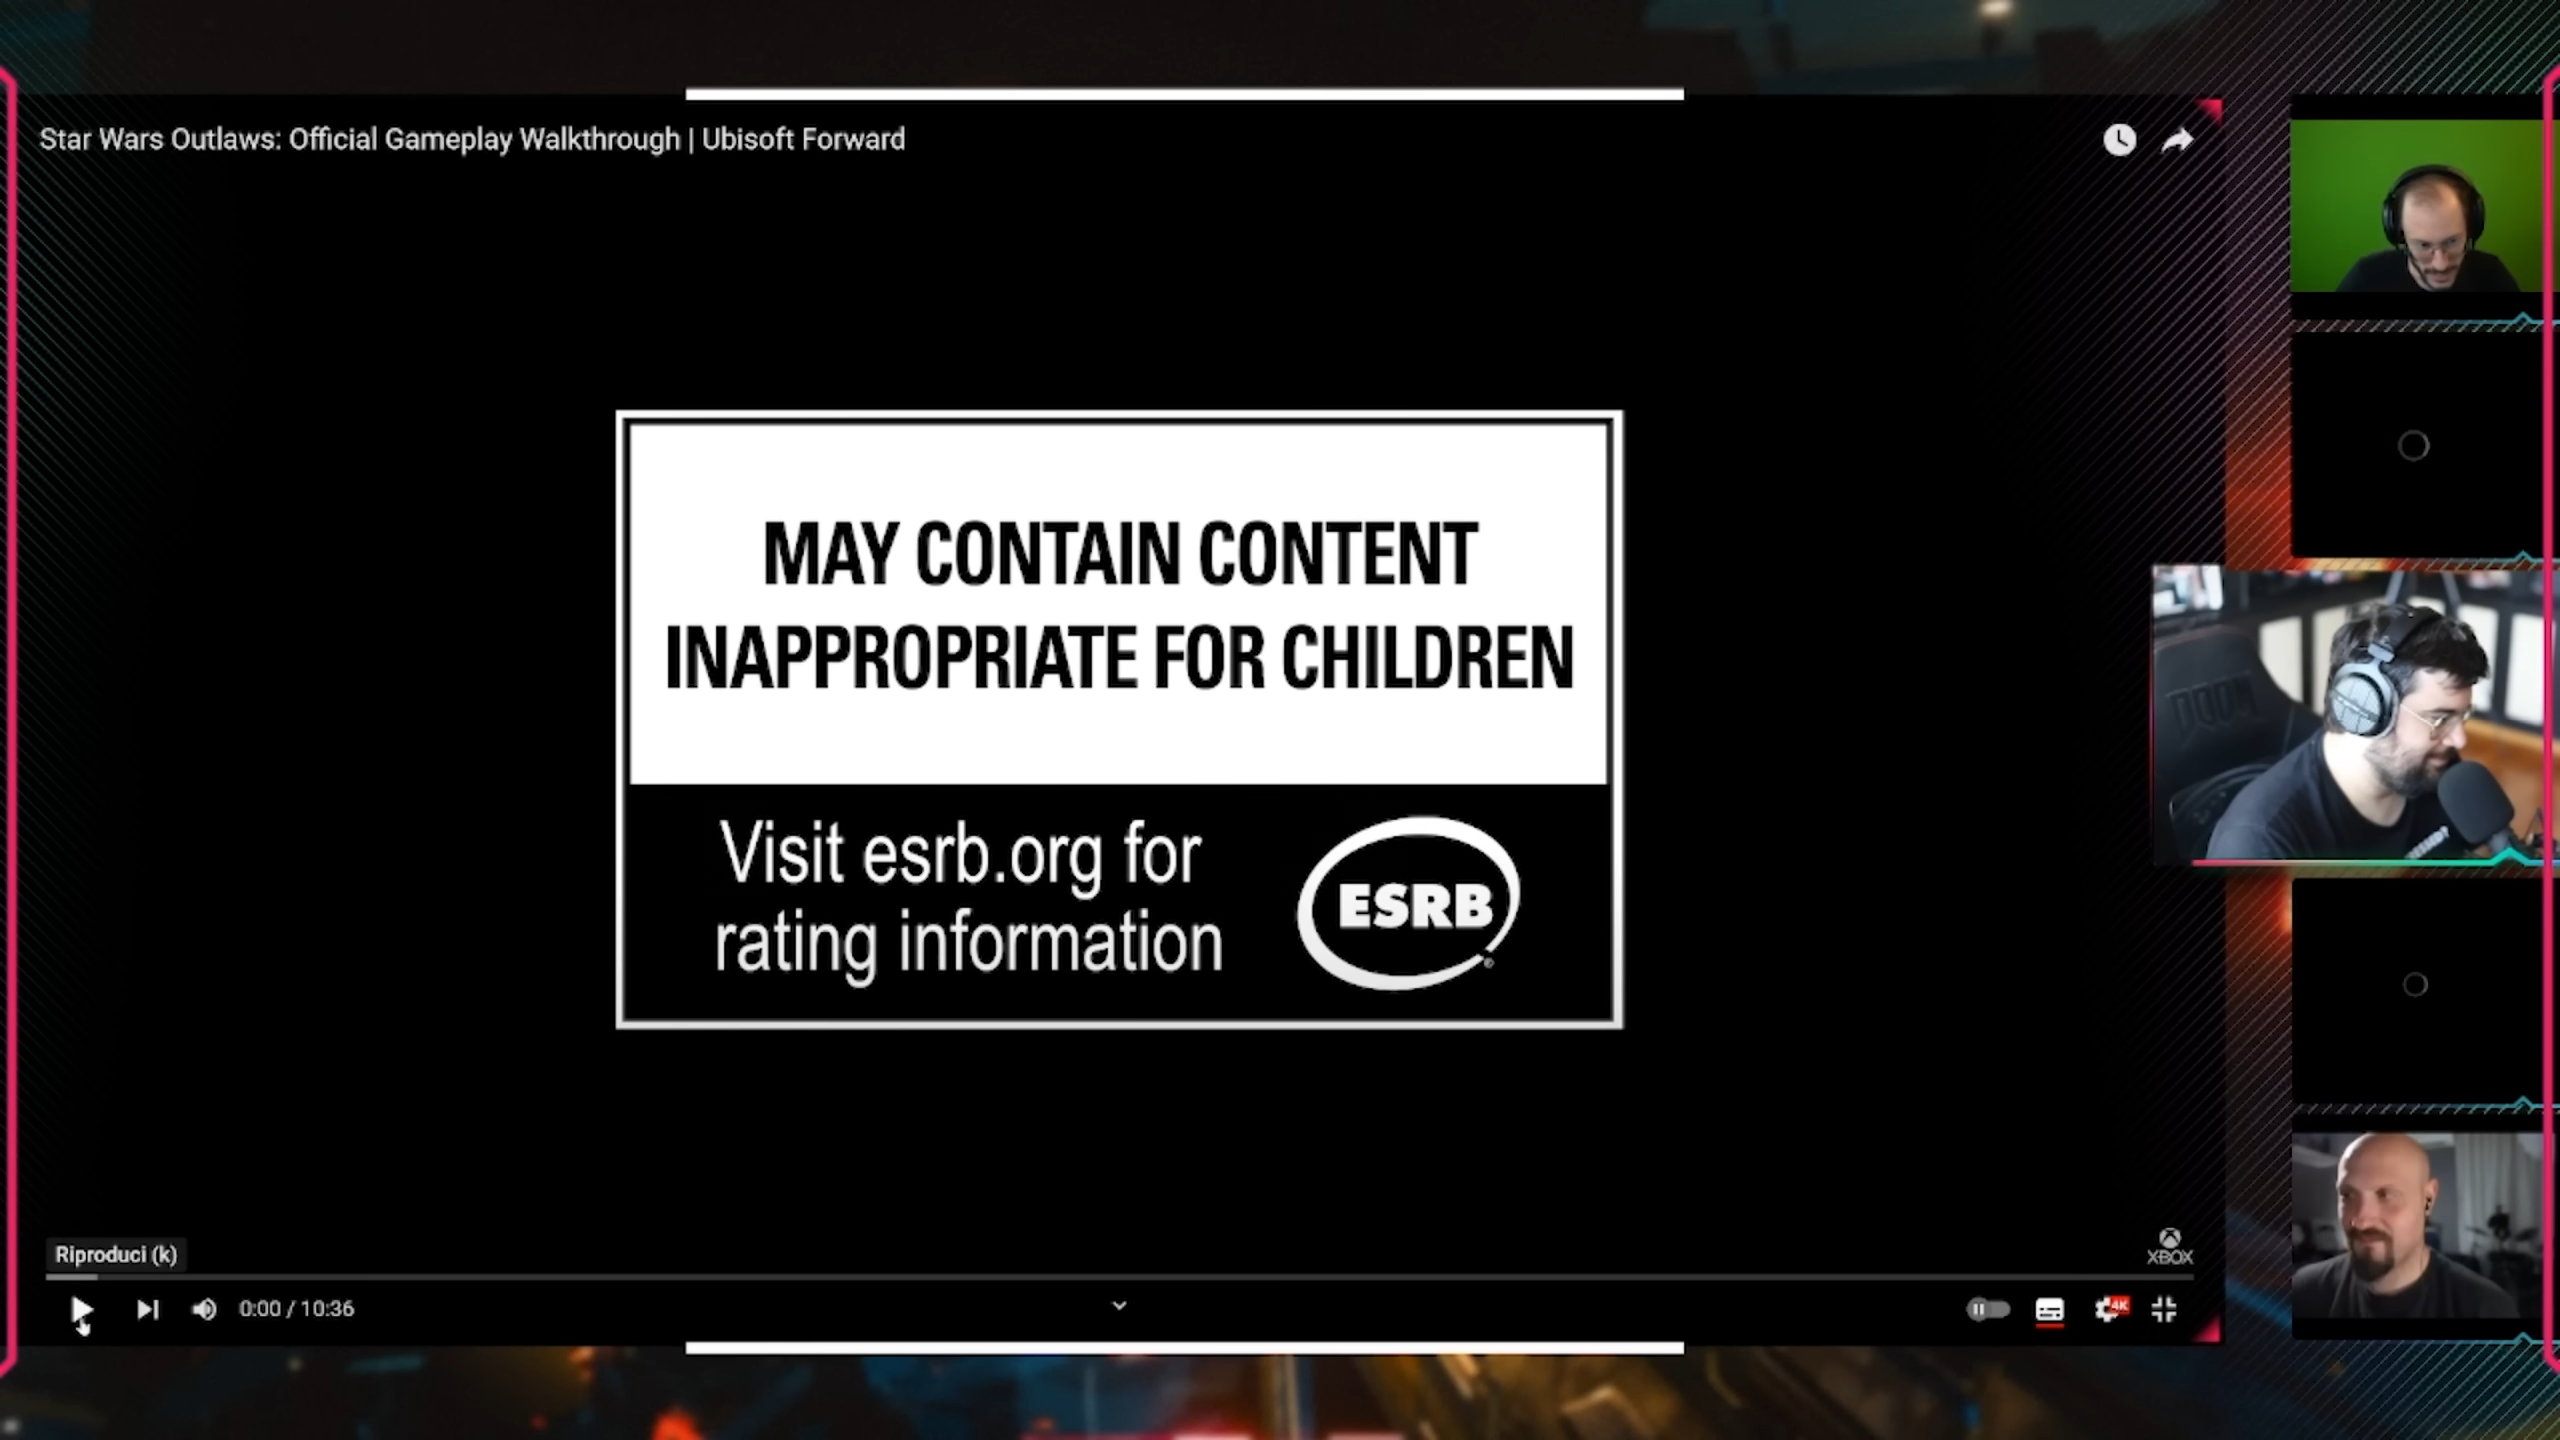 Star Wars Outlaws: Official Gameplay Walkthrough | Ubisoft Forward
MAY CONTAIN CONTENT
INAPPROPRIATE FOR CHILDREN
Visit esrb.org for
rating information
ESRB
®
DOOM
Riproduci (k)
XBOX
0:00 / 10:36
4K